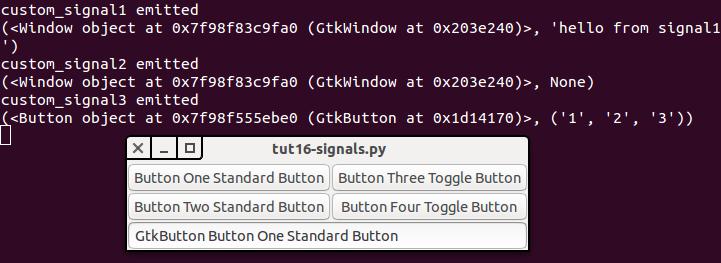 custom_signal1 emitted
(<Window object at 0x7f98f83c9fa0 (GtkWindow at 0x203e240)>, 'hello from signal1
')
custom_signal2 emitted
(<Window object at 0x7f98f83c9fa0 (GtkWindow at 0x203e240)>, None)
custom_signal3 emitted
(<Button object at 0x7f98f555ebe0 (GtkButton at 0x1d14170)>, ('1', '2', '3'))
tut16-signals.py
Button One Standard Button Button Three Toggle Button
Button Two Standard Button Button Four Toggle Button
GtkButton Button One Standard Button